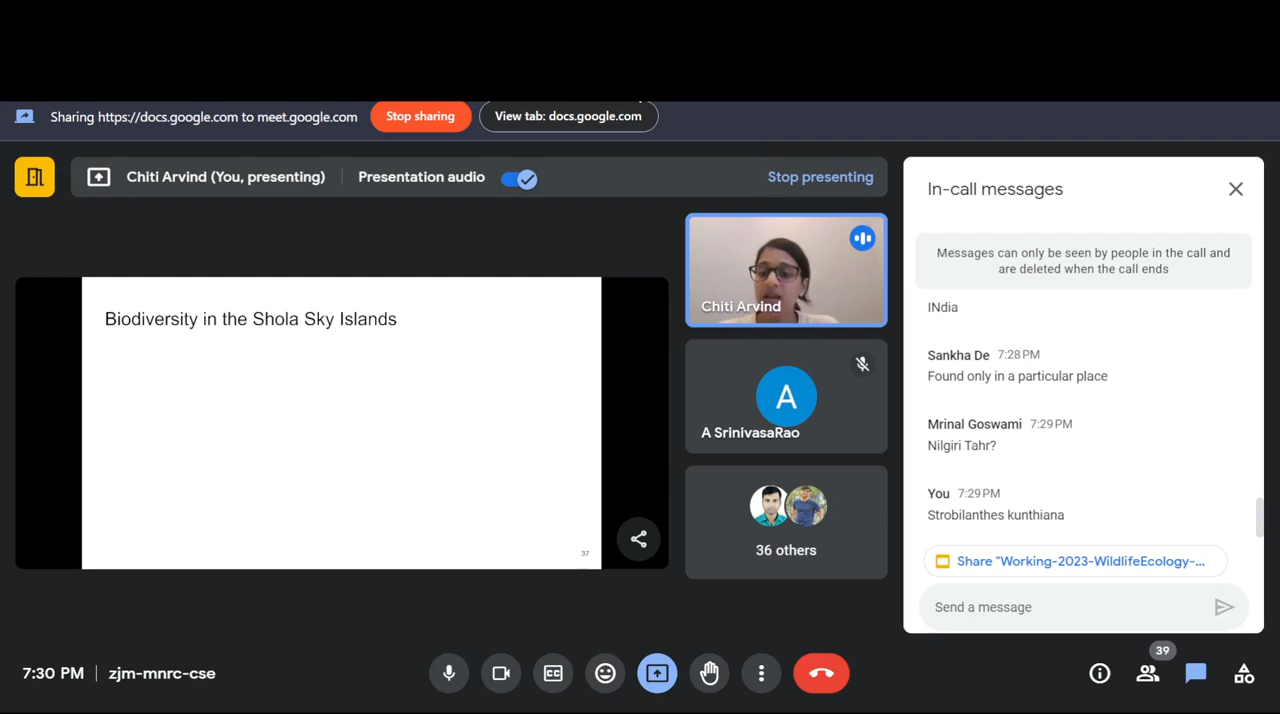 Sharing https://docs.google.com to meet.google.com Stop sharing View tab: docs.google.com
Chiti Arvind (You, presenting) Presentation audio Stop presenting
Biodiversity in the Shola Sky Islands
37
Chiti Arvind
A
A SrinivasaRao
36 others
In-call messages
Messages can only be seen by people in the call and
are deleted when the call ends
INdia
Sankha De 7:28 PM
Found only in a particular place
Mrinal Goswami 7:29 PM
Nilgiri Tahr?
You 7:29 PM
Strobilanthes kunthiana
Share "Working-2023-WildlifeEcology-...
Send a message
7:30 PM zjm-mnrc-cse
CC
39